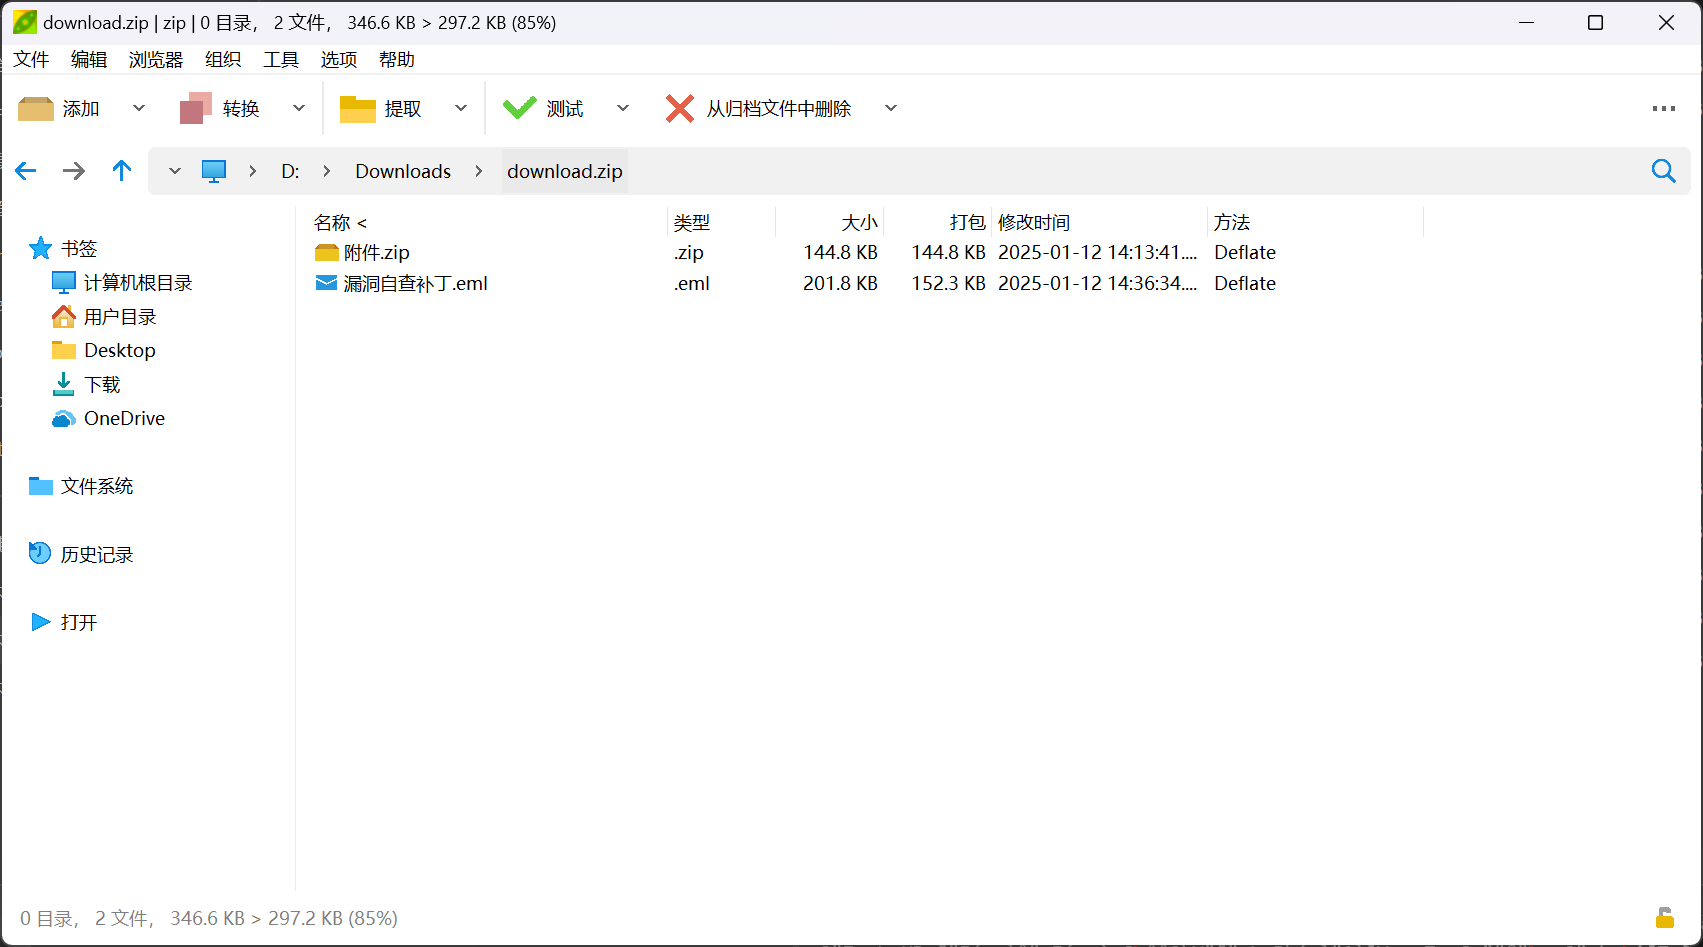 download.zip | zip | 0 目录， 2 文件， 346.6 KB > 297.2 KB (85%)
文件 编辑 浏览器 组织 工具 选项 帮助
添加 转换 提取 测试 从归档文件中删除
D: Downloads download.zip
名称 < 类型 大小 打包 修改时间 方法
附件.zip .zip 144.8 KB 144.8 KB 2025-01-12 14:13:41.... Deflate
漏洞自查补丁.eml .eml 201.8 KB 152.3 KB 2025-01-12 14:36:34.... Deflate
书签
计算机根目录
用户目录
Desktop
下载
OneDrive
文件系统
历史记录
打开
0 目录， 2 文件， 346.6 KB > 297.2 KB (85%)